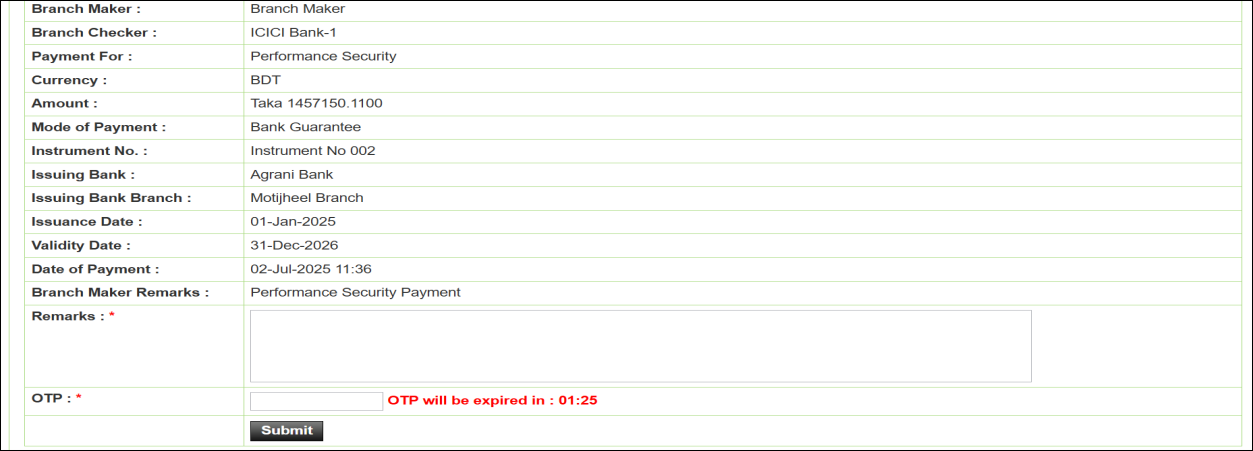 Branch Maker : Branch Maker
Branch Checker : ICICI Bank-1
Payment For : Performance Security
Currency : BDT
Amount : Taka 1457150.1100
Mode of Payment : Bank Guarantee
Instrument No. : Instrument No 002
Issuing Bank : Agrani Bank
Issuing Bank Branch : Motijheel Branch
Issuance Date : 01-Jan-2025
Validity Date : 31-Dec-2026
Date of Payment : 02-Jul-2025 11:36
Branch Maker Remarks : Performance Security Payment
Remarks : *
OTP : * OTP will be expired in : 01:25
Submit